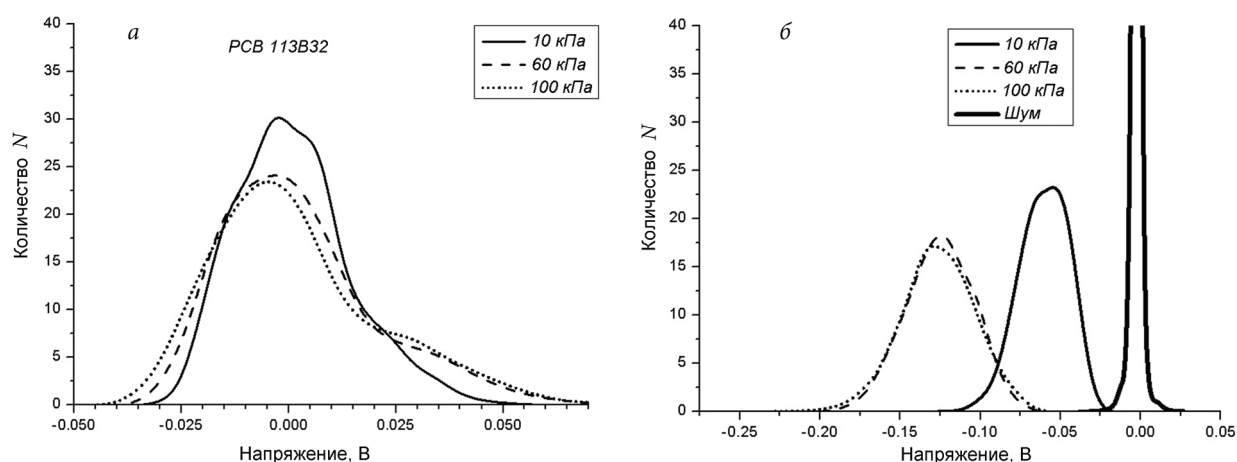 а
PCB 113B32
10 кПа
60 кПа
100 кПа
Количество N
40
35
30
25
20
15
10
5
0
-0.050 -0.025 0.000 0.025 0.050
Напряжение, В
б
10 кПа
60 кПа
100 кПа
Шум
Количество N
40
35
30
25
20
15
10
5
0
-0.25 -0.20 -0.15 -0.10 -0.05 0.00 0.05
Напряжение, В